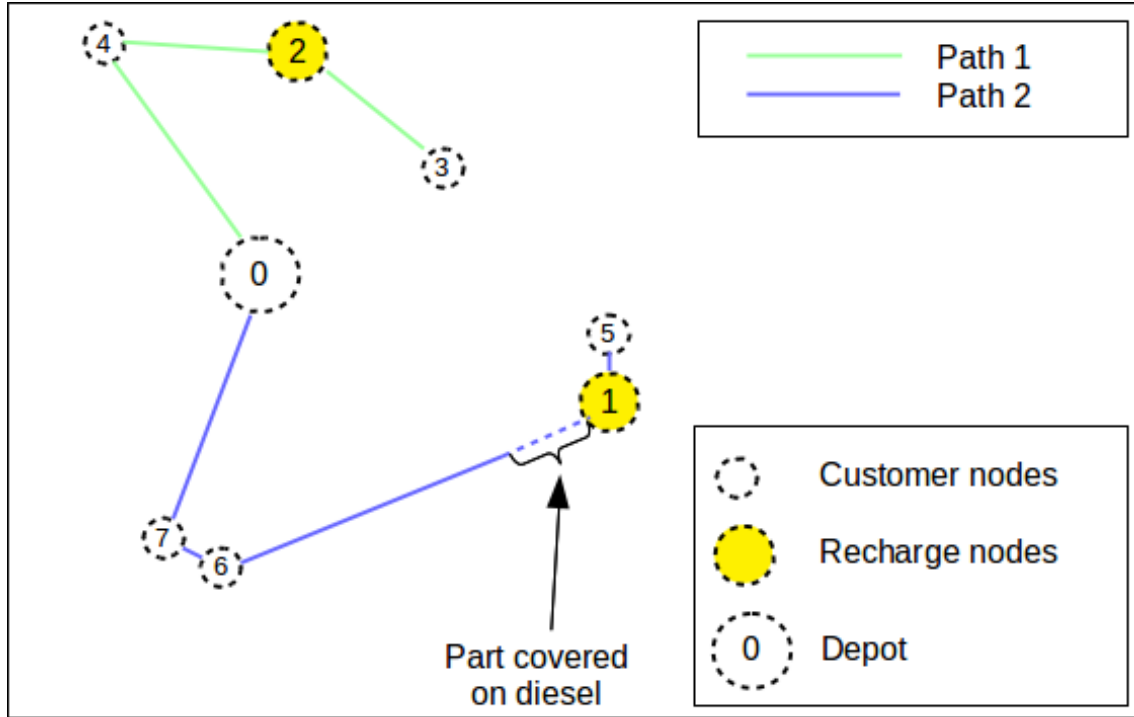 4
2
3
0
5
1
7
6
Path 1
Path 2
Part covered
on diesel
Customer nodes
Recharge nodes
0
Depot